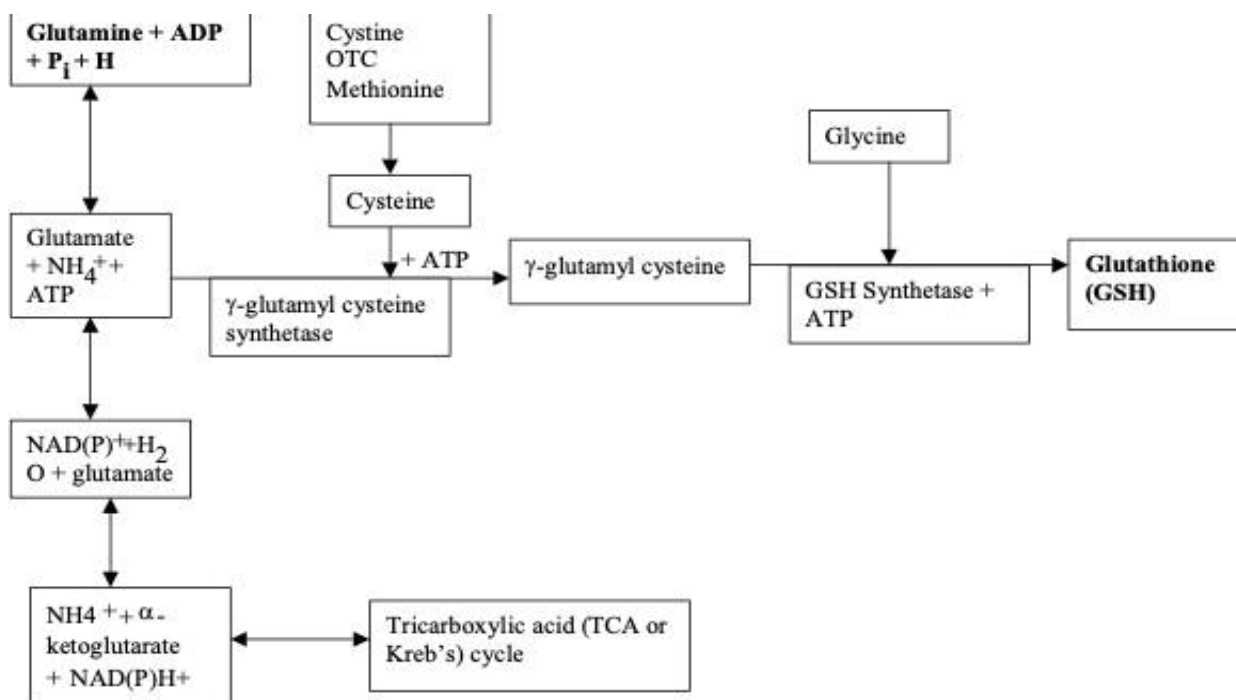 Glutamine + ADP
+ Pi + H
Cystine
OTC
Methionine
Glycine
Cysteine
Glutamate
+ NH4++
ATP
+ ATP
γ-glutamyl cysteine
synthetase
γ-glutamyl cysteine
GSH Synthetase +
ATP
Glutathione
(GSH)
NAD(P)++H2
O + glutamate
NH4 ++ α-
ketoglutarate
+ NAD(P)H+
Tricarboxylic acid (TCA or
Kreb’s) cycle